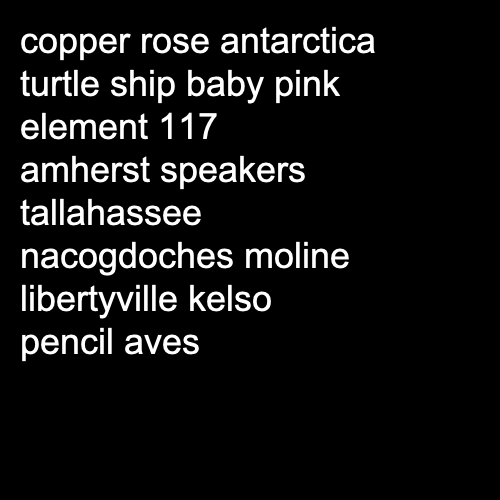 copper rose antarctica
turtle ship baby pink
element 117
amherst speakers
tallahassee
nacogdoches moline
libertyville kelso
pencil aves